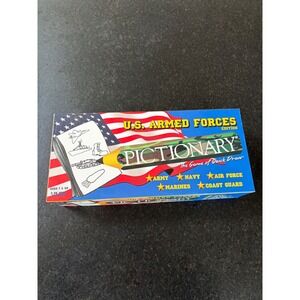 U.S. ARMED FORCES
EDITION
PICTIONARY
The Game of Quick Draw
ARMY NAVY AIR FORCE
MARINES COAST GUARD